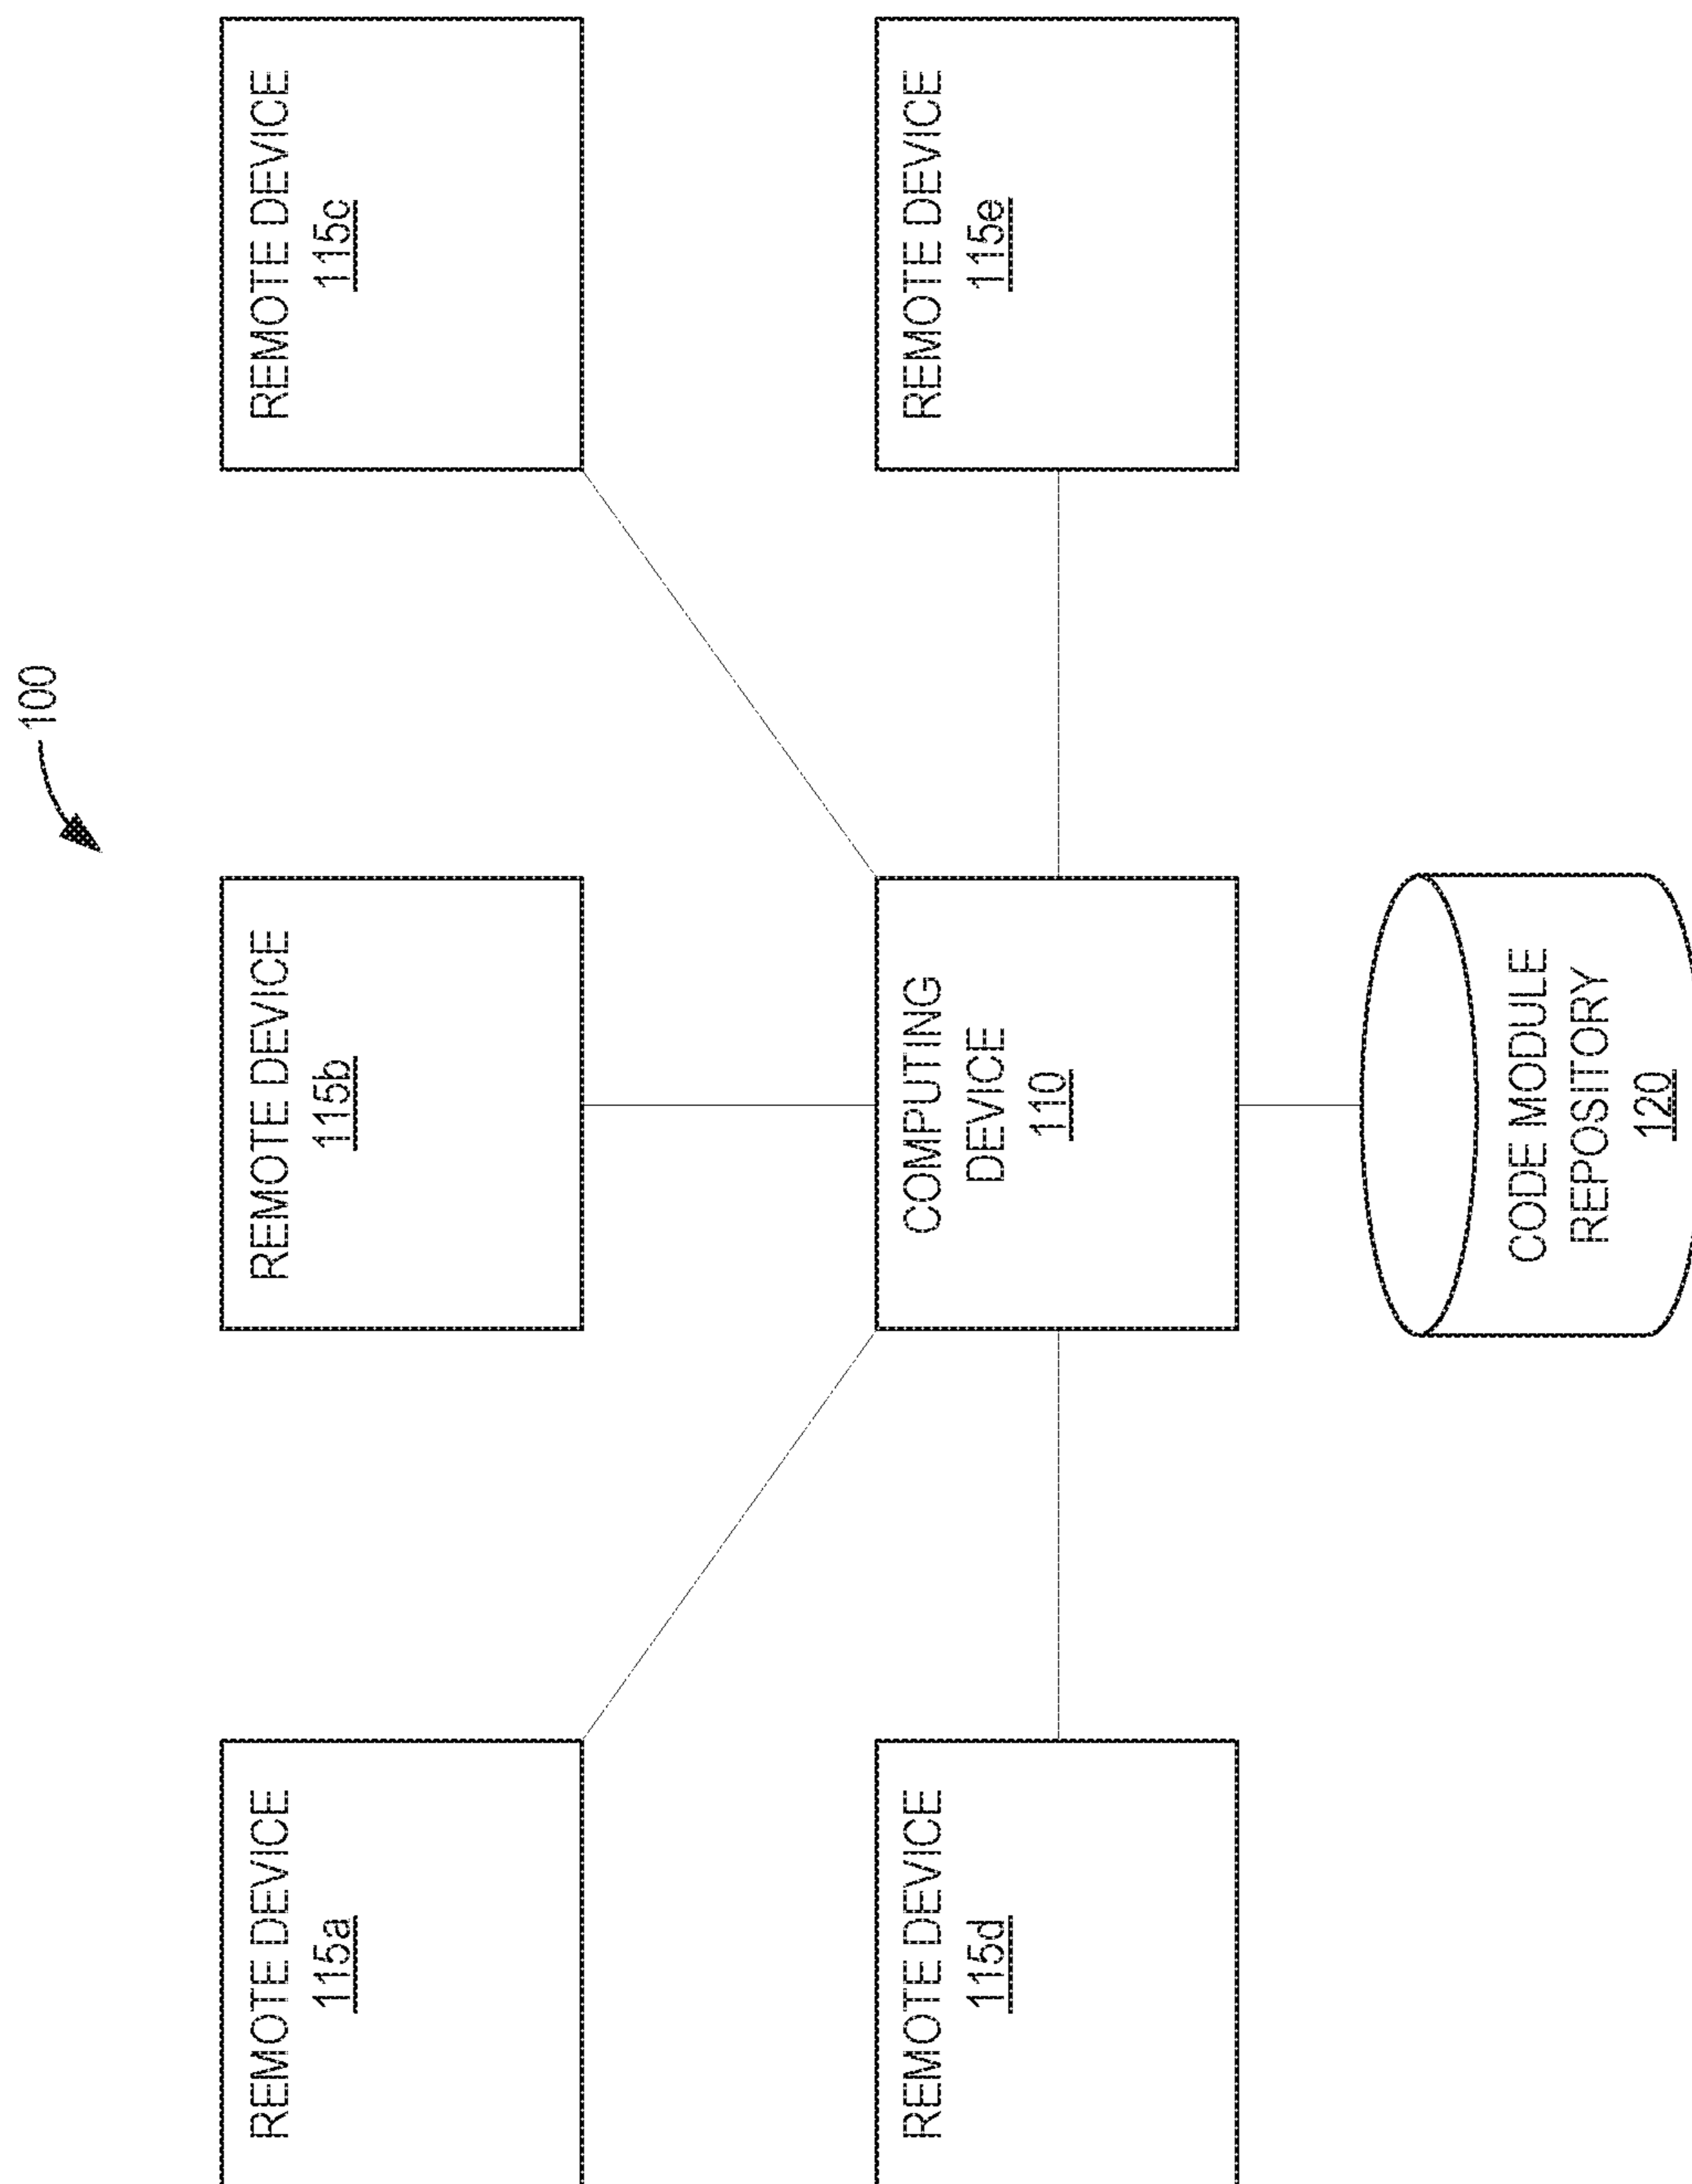 100
REMOTE DEVICE
115a
REMOTE DEVICE
115b
REMOTE DEVICE
115c
REMOTE DEVICE
115d
COMPUTING
DEVICE
110
REMOTE DEVICE
115e
CODE MODULE
REPOSITORY
120